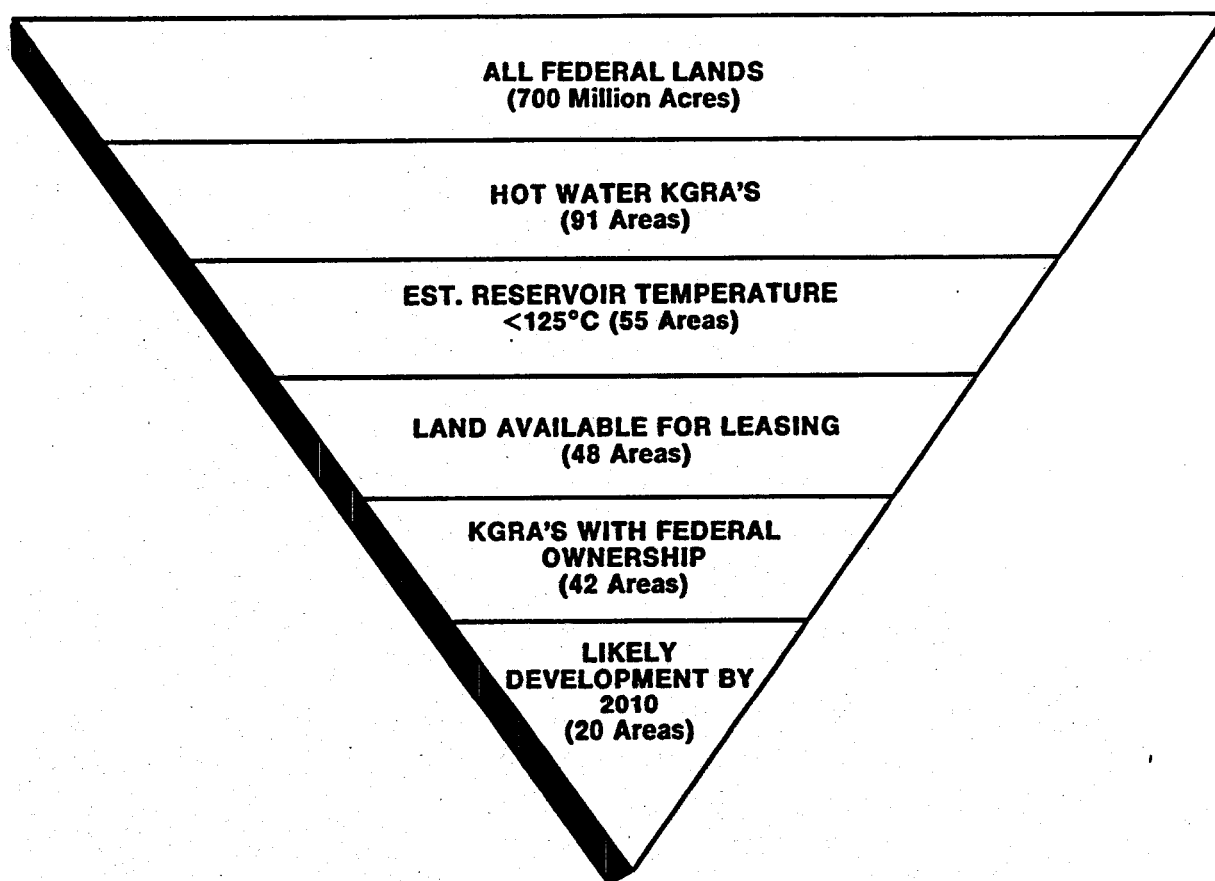 ALL FEDERAL LANDS
(700 Million Acres)
HOT WATER KGRA'S
(91 Areas)
EST. RESERVOIR TEMPERATURE
<125°C (55 Areas)
LAND AVAILABLE FOR LEASING
(48 Areas)
KGRA'S WITH FEDERAL
OWNERSHIP
(42 Areas)
LIKELY
DEVELOPMENT BY
2010
(20 Areas)